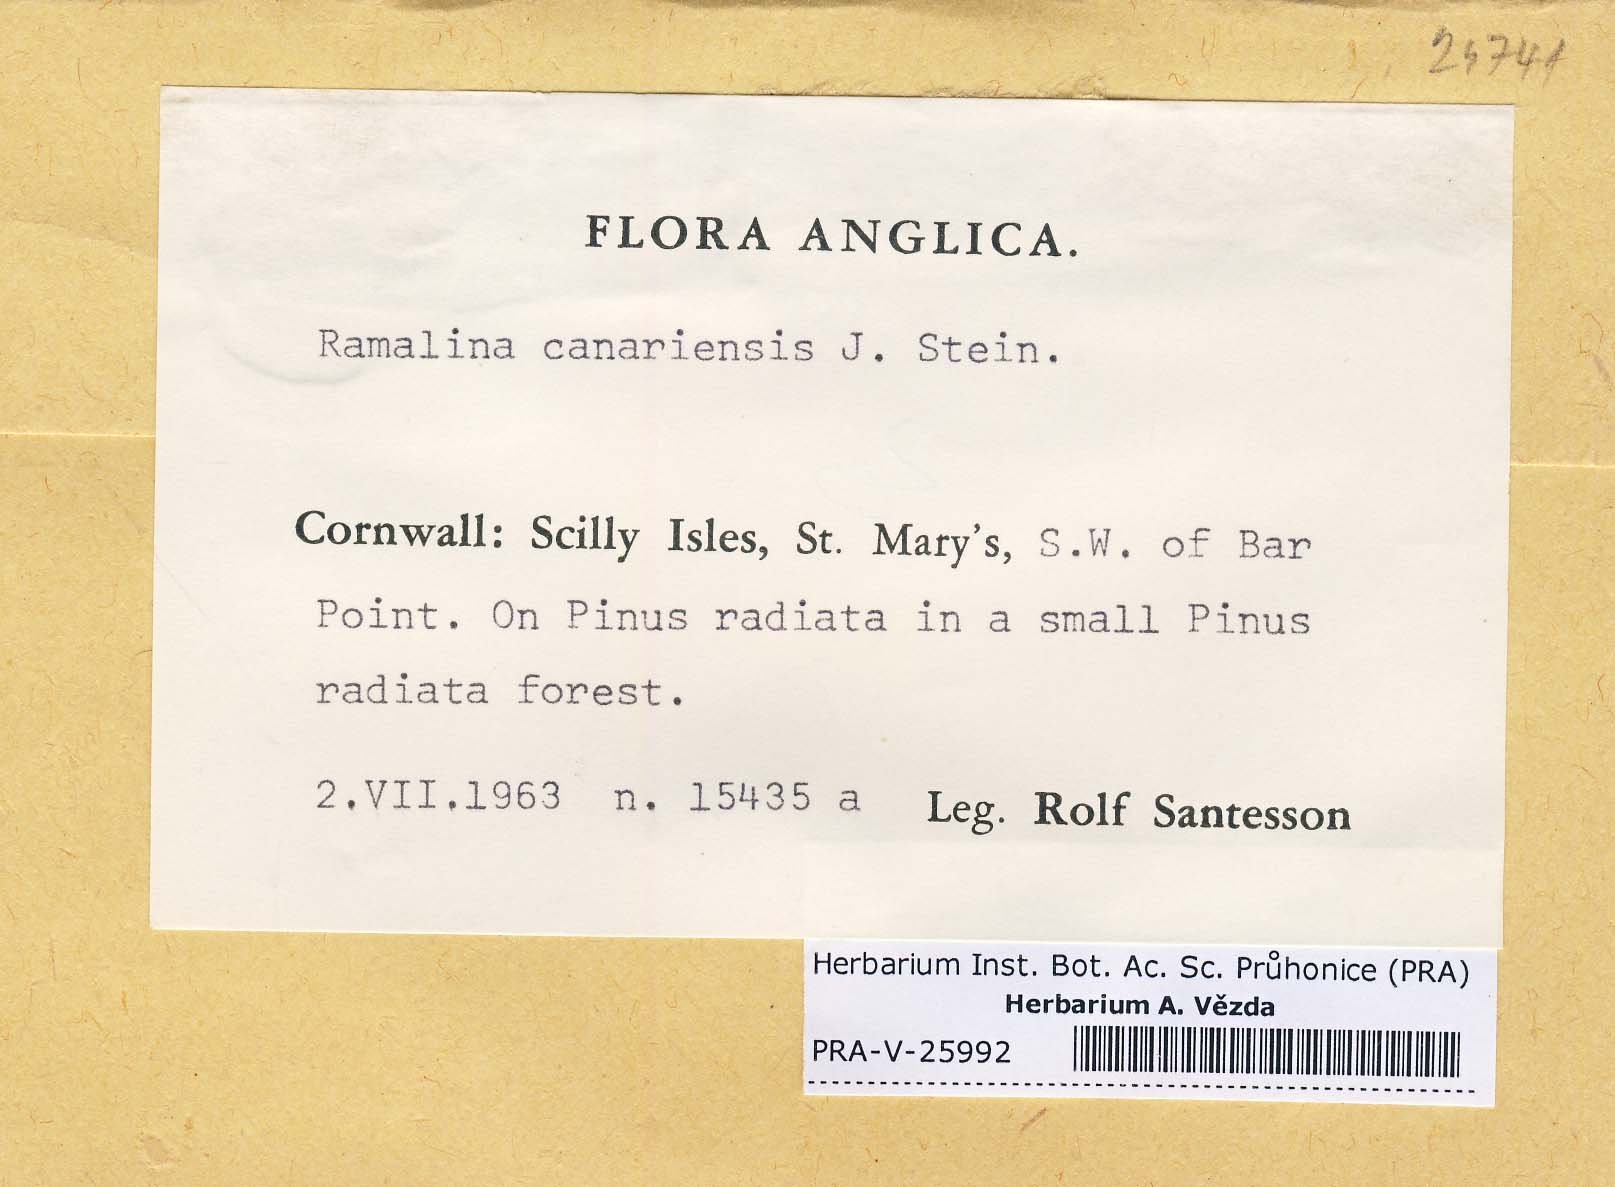 FLORA ANGLICA.
Ramalina canariensis J. Stein.
Cornwall: Scilly Isles, St. Mary's, S.W. of Bar
Point. On Pinus radiata in a small Pinus
radiata forest.
2.VII.1963 n. 15435 a Leg. Rolf Santesson
Herbarium Inst. Bot. Ac. Sc. Průhonice (PRA)
Herbarium A. Vězda
PRA-V-25992